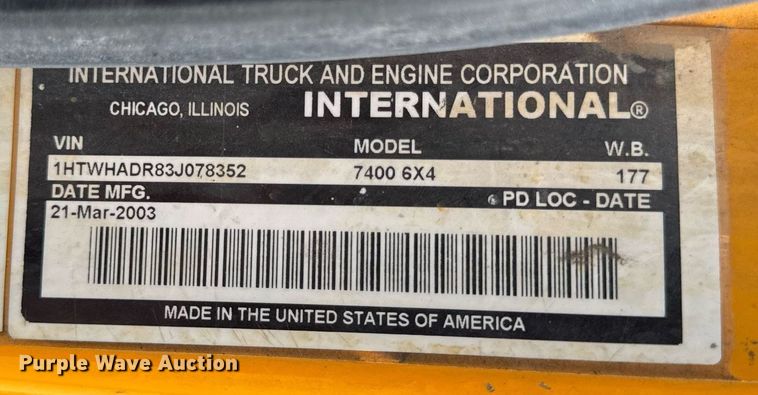 INTERNATIONAL TRUCK AND ENGINE CORPORATION
CHICAGO, ILLINOIS INTERNATIONAL®
VIN MODEL W.B.
1HTWHADR83J078352 7400 6X4 177
DATE MFG. PD LOC - DATE
21-Mar-2003
MADE IN THE UNITED STATES OF AMERICA
Purple Wave Auction